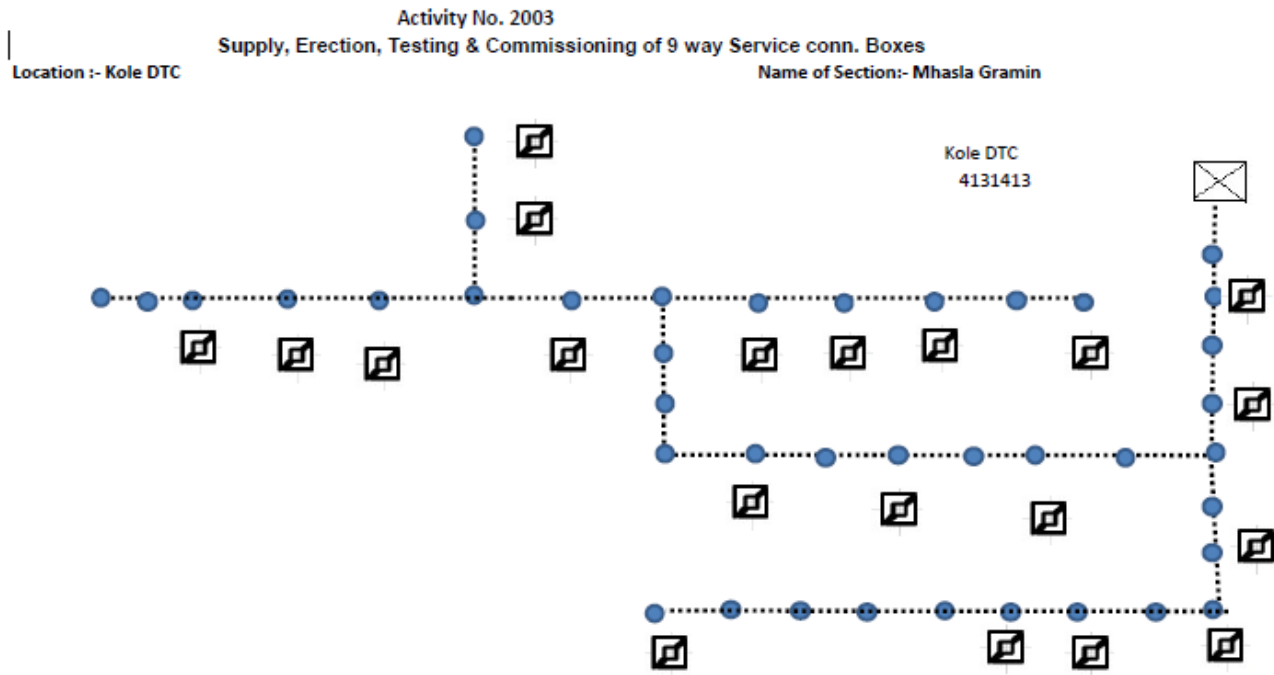 Activity No. 2003
Supply, Erection, Testing & Commissioning of 9 way Service conn. Boxes
Location :- Kole DTC Name of Section:- Mhasla Gramin
Kole DTC
4131413